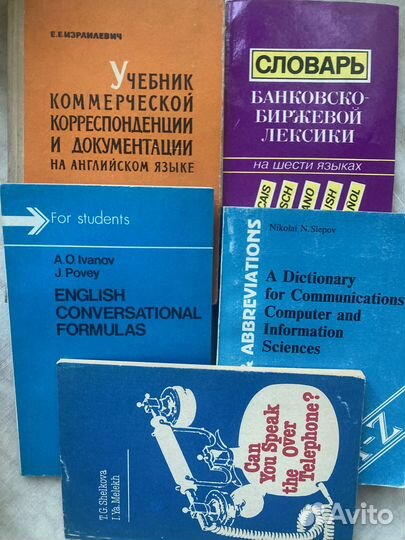 Е.Е.ИЗРАИЛЕВИЧ
УЧЕБНИК
КОММЕРЧЕСКОЙ
КОРРЕСПОНДЕНЦИИ
И ДОКУМЕНТАЦИИ
НА АНГЛИЙСКОМ ЯЗЫКЕ
СЛОВАРЬ
БАНКОВСКО-
БИРЖЕВОЙ
ЛЕКСИКИ
на шести языках
For students
A.O. Ivanov
J. Povey
ENGLISH
CONVERSATIONAL
FORMULAS
Nikolai N. Slepov
A Dictionary
for Communications
Computer and
Information
Sciences
& ABBREVIATIONS
-Z
T.G. Shelkova
I.Ya. Melekh
Can
You Speak
the Over
Telephone?
Avito